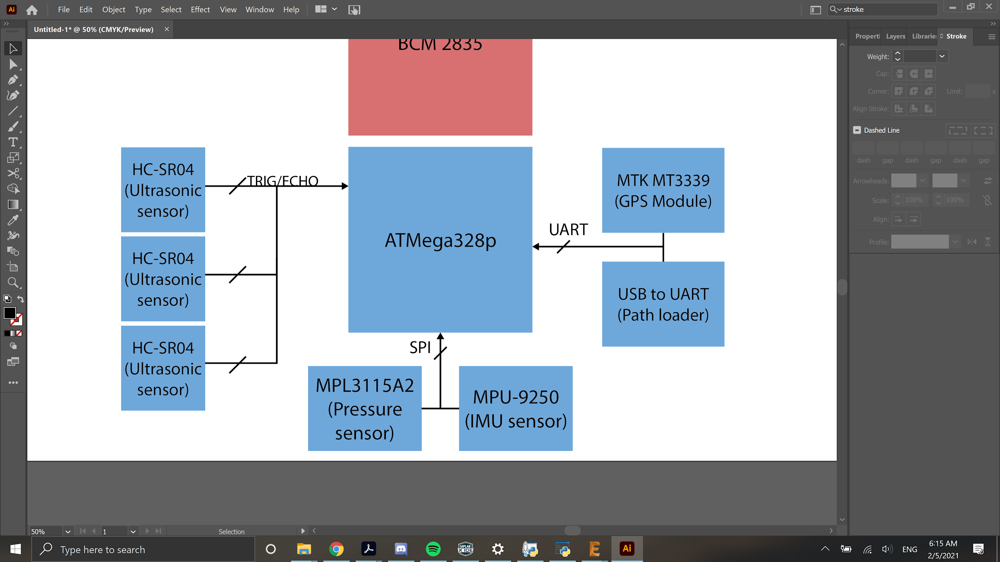 File Edit Object Type Select Effect View Window Help
stroke
Untitled-1* @ 50% (CMYK/Preview)
Properti Layers Libraries Stroke
Weight:
Cap:
Corner: Limit: x
Align Stroke:
Dashed Line
dash gap dash gap dash gap
Arrowheads:
Scale: 100% 100%
Align:
Profile:
BCM 2835
HC-SR04
(Ultrasonic
sensor)
TRIG/ECHO
HC-SR04
(Ultrasonic
sensor)
HC-SR04
(Ultrasonic
sensor)
ATMega328p
MTK MT3339
(GPS Module)
UART
USB to UART
(Path loader)
SPI
MPL3115A2
(Pressure
sensor)
MPU-9250
(IMU sensor)
50% 1 Selection
Type here to search
MPLAB
X IDE
Ai
ENG
6:15 AM
2/5/2021